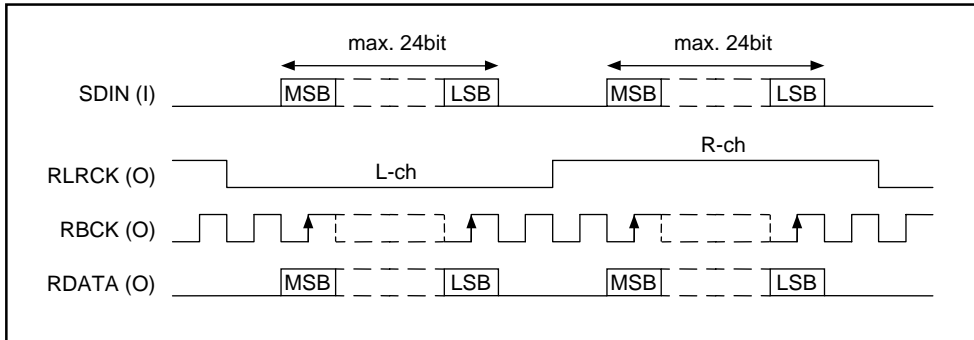 max. 24bit max. 24bit
SDIN (I) MSB LSB MSB LSB
R-ch
RLRCK (O) L-ch
RBCK (O)
RDATA (O) MSB LSB MSB LSB